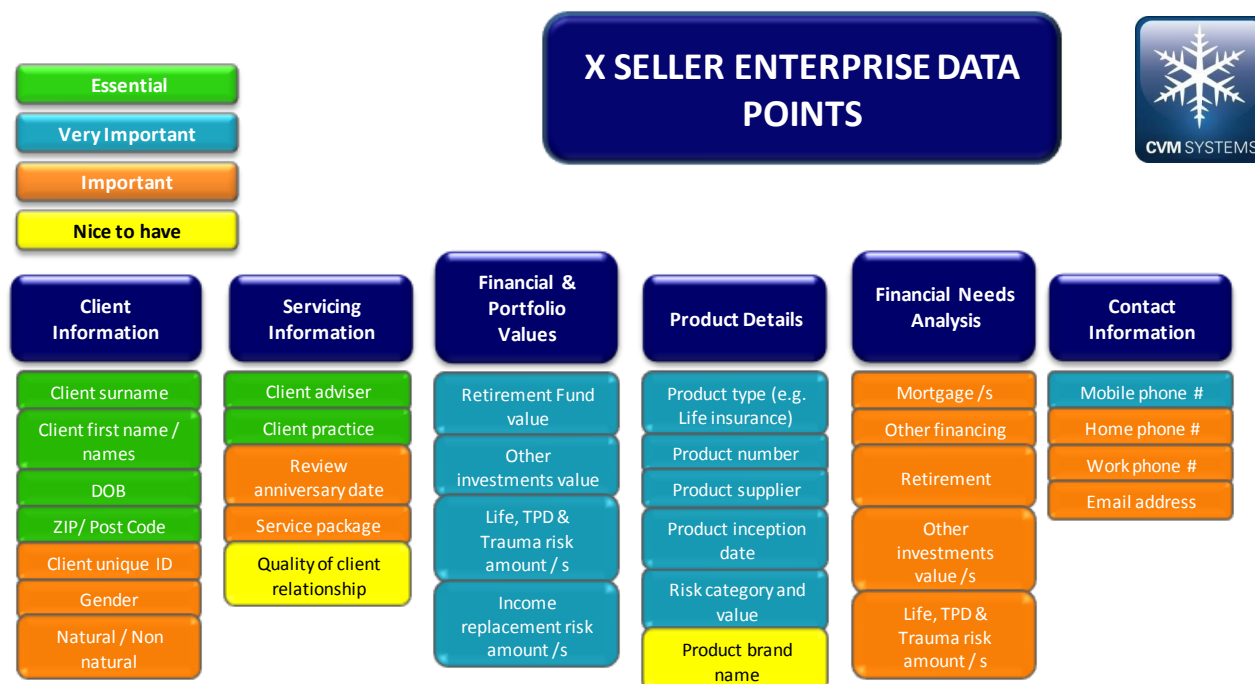 X SELLER ENTERPRISE DATA
POINTS
CVM SYSTEMS
Essential
Very Important
Important
Nice to have
Client
Information
Client surname
Client first name /
names
DOB
ZIP/ Post Code
Client unique ID
Gender
Natural / Non
natural
Servicing
Information
Client adviser
Client practice
Review
anniversary date
Service package
Quality of client
relationship
Financial &
Portfolio
Values
Retirement Fund
value
Other
investments value
Life, TPD &
Trauma risk
amount / s
Income
replacement risk
amount /s
Product Details
Product type (e.g.
Life insurance)
Product number
Product supplier
Product inception
date
Risk category and
value
Product brand
name
Financial Needs
Analysis
Mortgage /s
Other financing
Retirement
Other
investments
value /s
Life, TPD &
Trauma risk
amount / s
Contact
Information
Mobile phone #
Home phone #
Work phone #
Email address